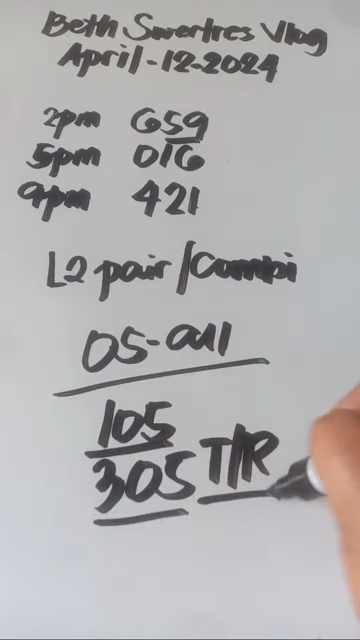 Beth Swertres Vlog
April-12-2024
2pm 659
5pm 016
9pm 421
L2 pair/Combi
05-all
105
305 T/R